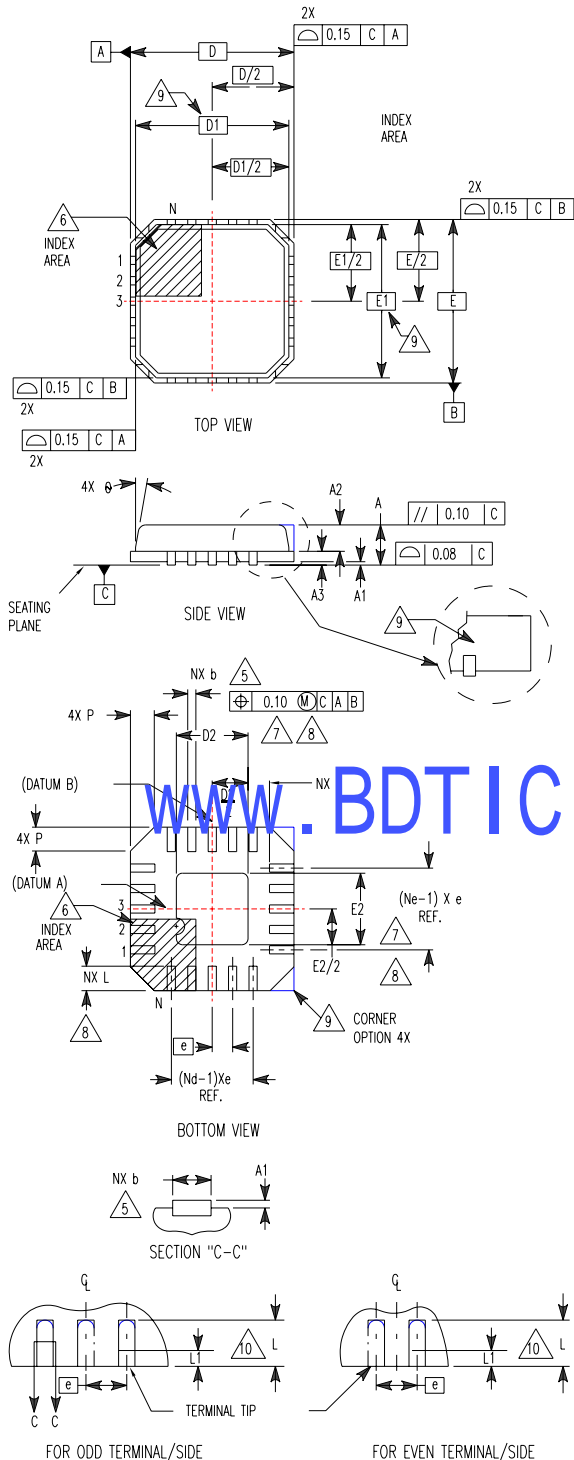 2X
0.15 C A
A
D
D/2
9
D1
INDEX
AREA
D1/2
2X
0.15 C B
N
6
INDEX
AREA
1
2
3
E1/2
E/2
E1
E
9
0.15 C B
2X
B
0.15 C A
2X
TOP VIEW
4X θ
A2
A
// 0.10 C
0.08 C
C
A3
A1
SEATING
PLANE
SIDE VIEW
9
NX b
5
0.10 M C A B
4X P
D2
7
8
(DATUM B)
NX
WWW.BDTIC
4X P
(DATUM A)
(Ne-1) X e
REF.
3
6
INDEX
AREA
2
1
E2
7
E2/2
8
NX L
8
N
9
CORNER
OPTION 4X
e
(Nd-1)Xe
REF.
BOTTOM VIEW
NX b
A1
5
SECTION "C-C"
CL
CL
L
10
L1
L
10
L1
e
e
C C
TERMINAL TIP
FOR ODD TERMINAL/SIDE
FOR EVEN TERMINAL/SIDE